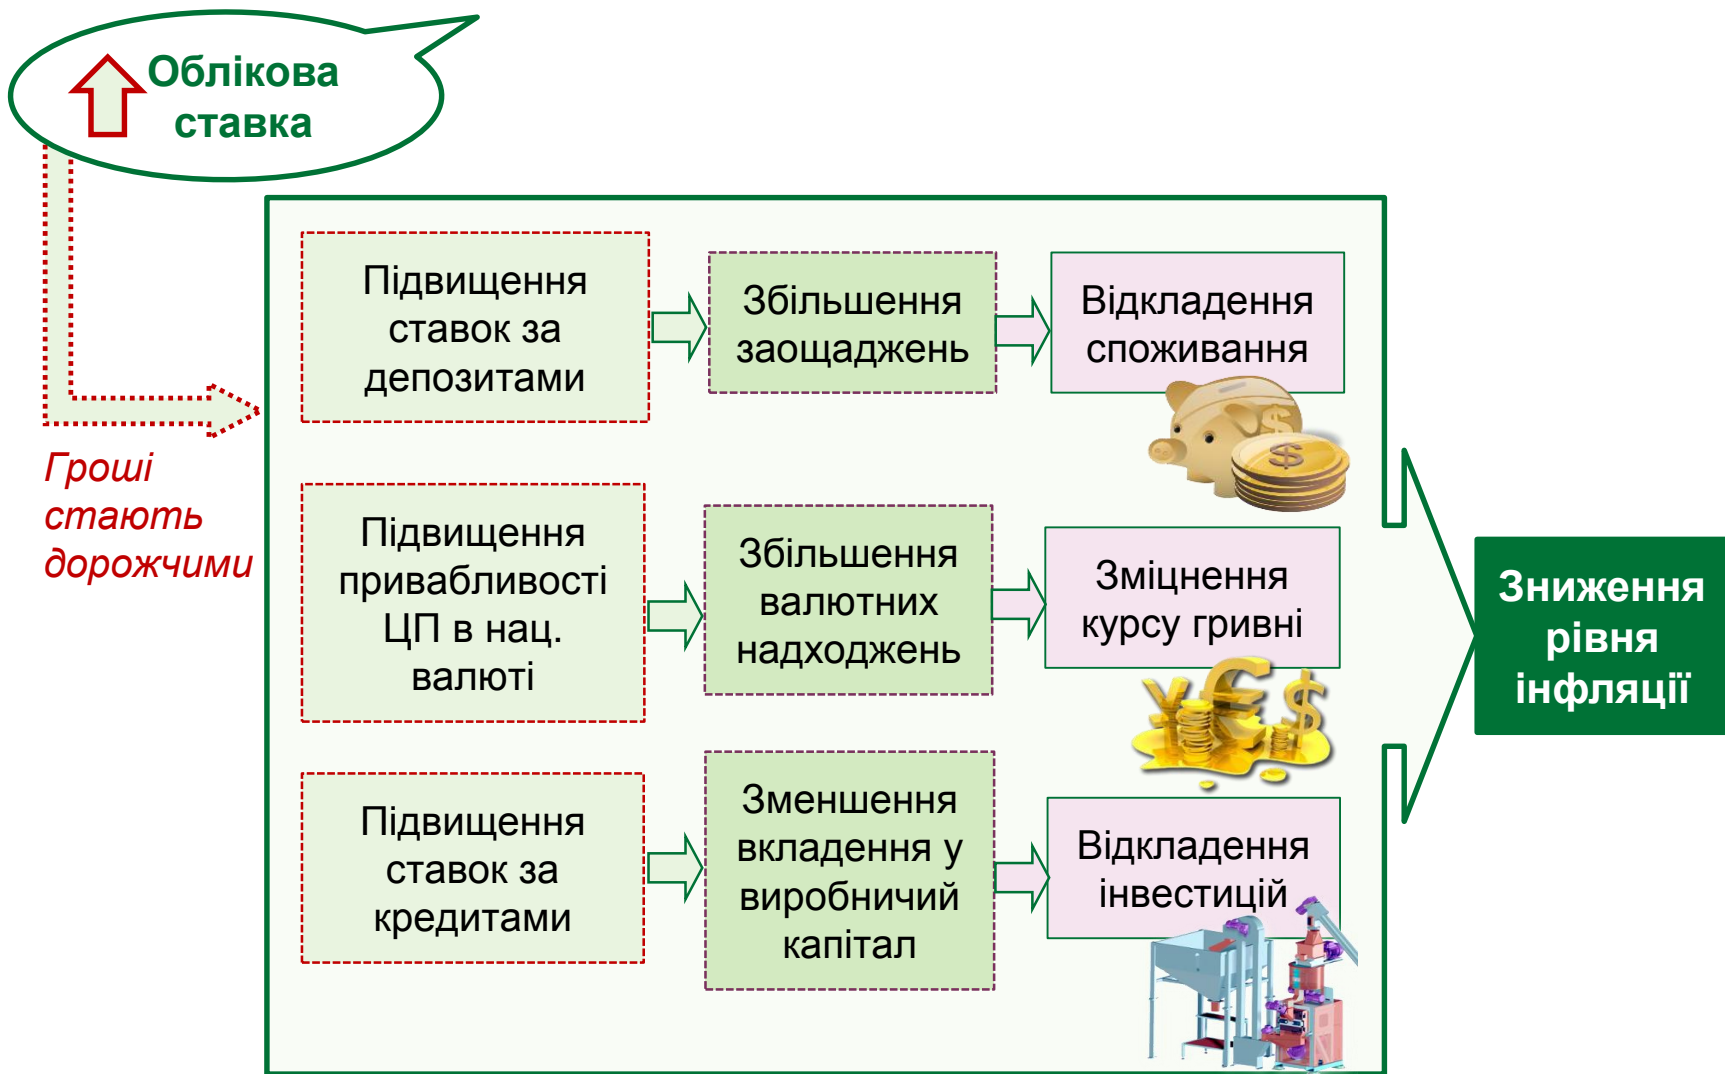 Облікова
ставка
Гроші
стають
дорожчими
Підвищення
ставок за
депозитами
Збільшення
заощаджень
Відкладення
споживання
Підвищення
привабливості
ЦП в нац.
валюті
Збільшення
валютних
надходжень
Зміцнення
курсу гривні
Підвищення
ставок за
кредитами
Зменшення
вкладення у
виробничий
капітал
Відкладення
інвестицій
Зниження
рівня
інфляції